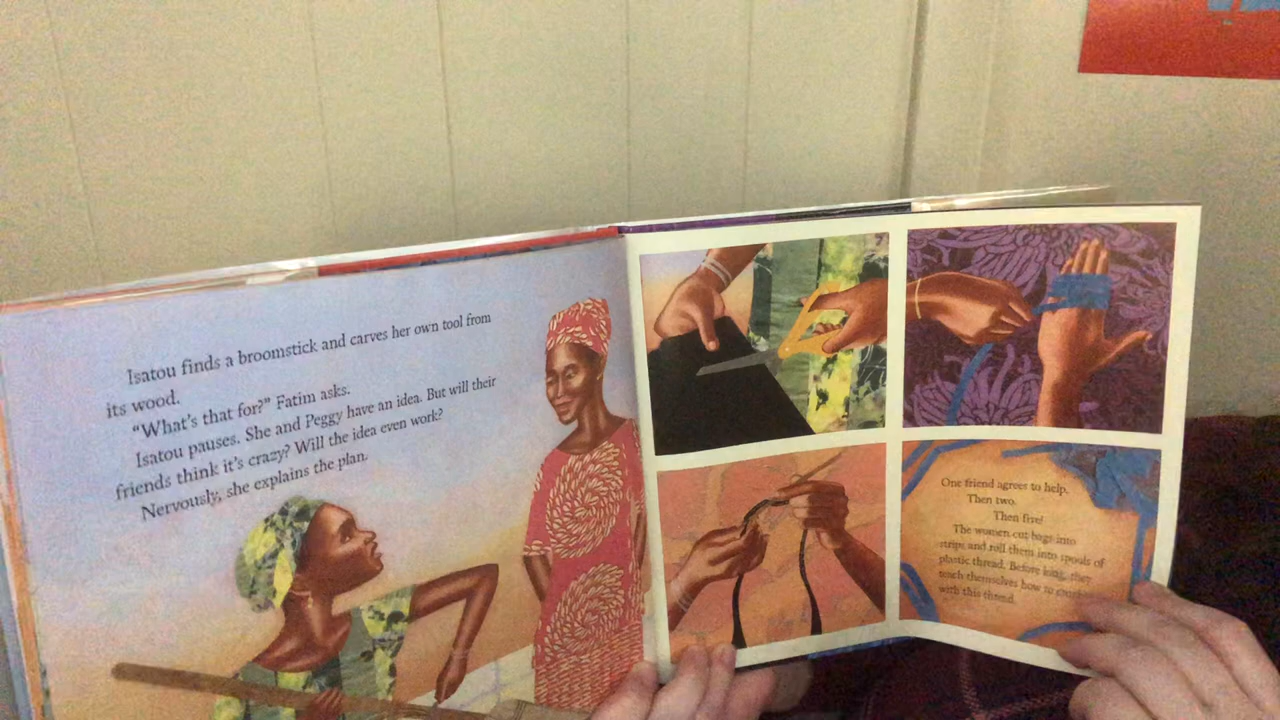 Isatou finds a broomstick and carves her own tool from
its wood.
"What's that for?" Fatim asks.
Isatou pauses. She and Peggy have an idea. But will their
friends think it's crazy? Will the idea even work?
Nervously, she explains the plan.
One friend agrees to help.
Then two.
Then five!
The women cut bags into
strips and roll them into spools of
plastic thread. Before long, they
teach themselves how to
with this thread.